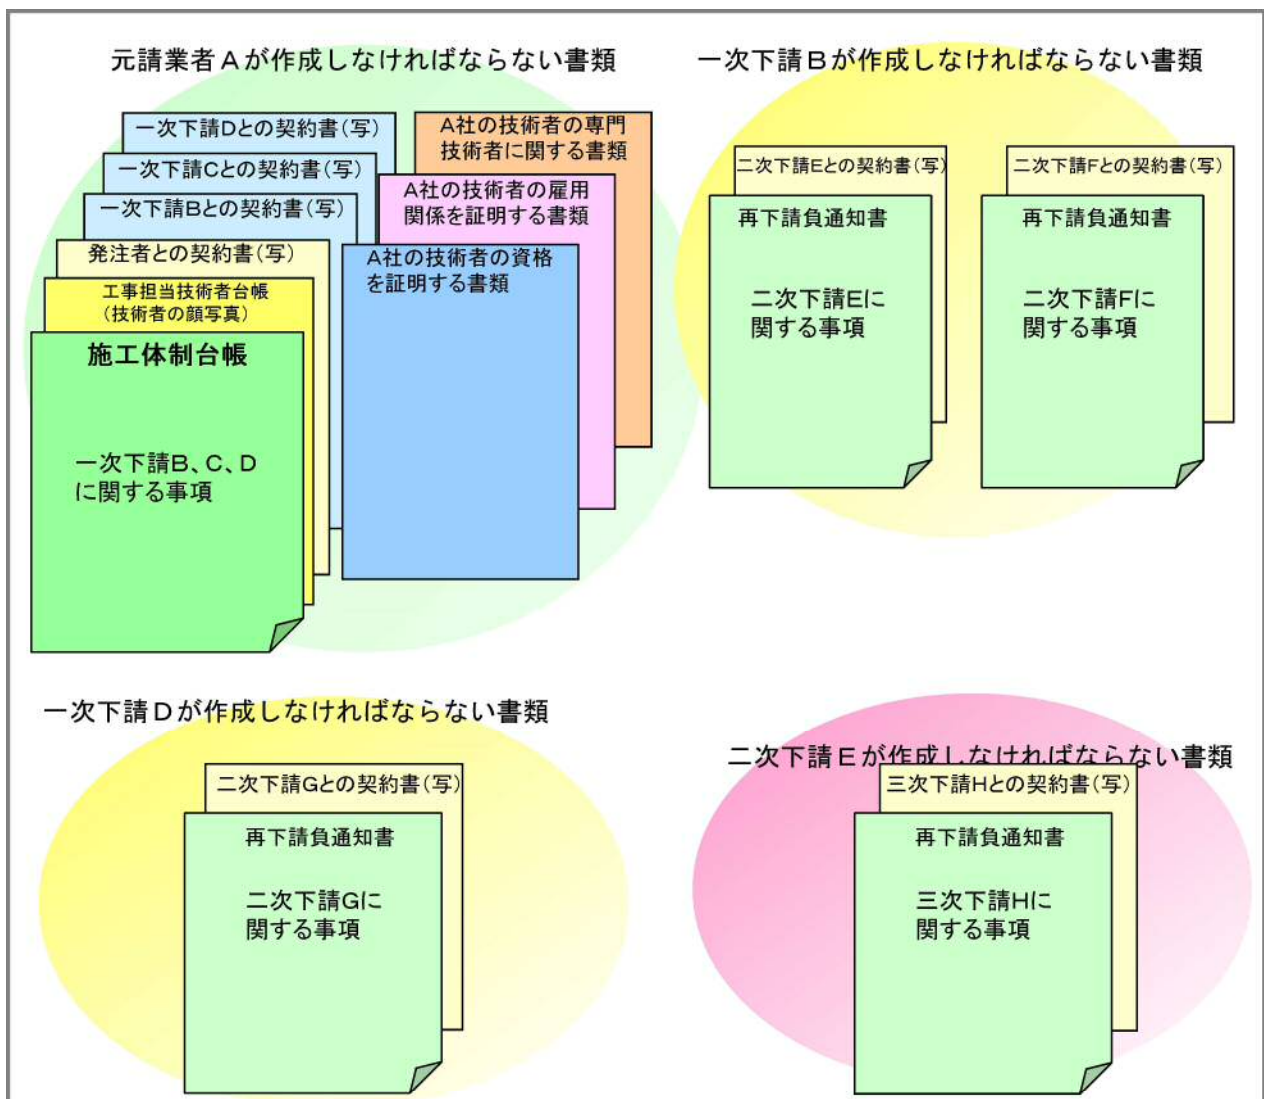 元請業者Ａが作成しなければならない書類
一次下請Dとの契約書(写)
一次下請Cとの契約書(写)
一次下請Bとの契約書(写)
発注者との契約書(写)
工事担当技術者台帳
(技術者の顔写真)
施工体制台帳
一次下請B、C、D
に関する事項
A社の技術者の専門
技術者に関する書類
A社の技術者の雇用
関係を証明する書類
A社の技術者の資格
を証明する書類
一次下請Ｂが作成しなければならない書類
二次下請Eとの契約書(写)
再下請負通知書
二次下請Eに
関する事項
二次下請Fとの契約書(写)
再下請負通知書
二次下請Fに
関する事項
一次下請Ｄが作成しなければならない書類
二次下請Gとの契約書(写)
再下請負通知書
二次下請Gに
関する事項
二次下請Ｅが作成しなければならない書類
三次下請Hとの契約書(写)
再下請負通知書
三次下請Hに
関する事項